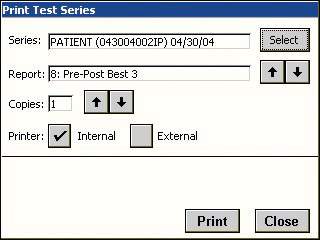 Print Test Series
Series: PATIENT (043004002IP) 04/30/04 Select
Report: 8: Pre-Post Best 3
Copies: 1
Printer: Internal External
Print Close